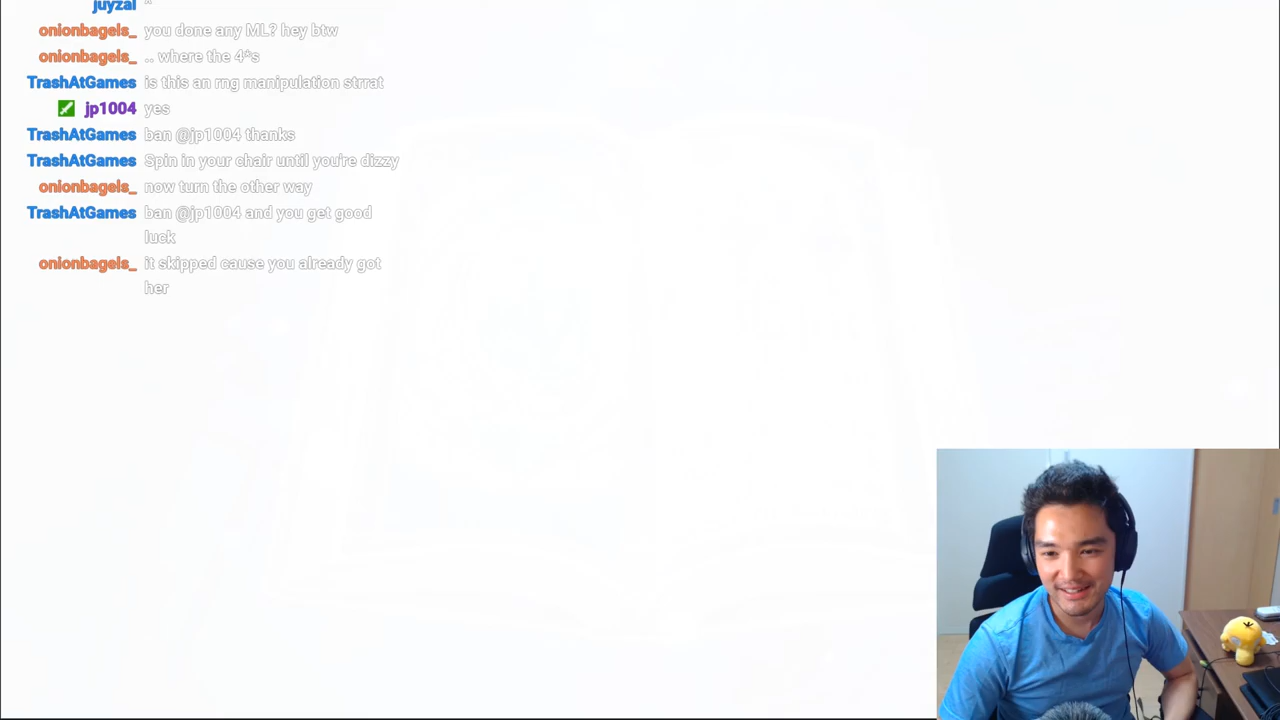 juyzal ^
onionbagels_ you done any ML? hey btw
onionbagels_ .. where the 4*s
TrashAtGames is this an rng manipulation strrat
jp1004 yes
TrashAtGames ban @jp1004 thanks
TrashAtGames Spin in your chair until you're dizzy
onionbagels_ now turn the other way
TrashAtGames ban @jp1004 and you get good
luck
onionbagels_ it skipped cause you already got
her